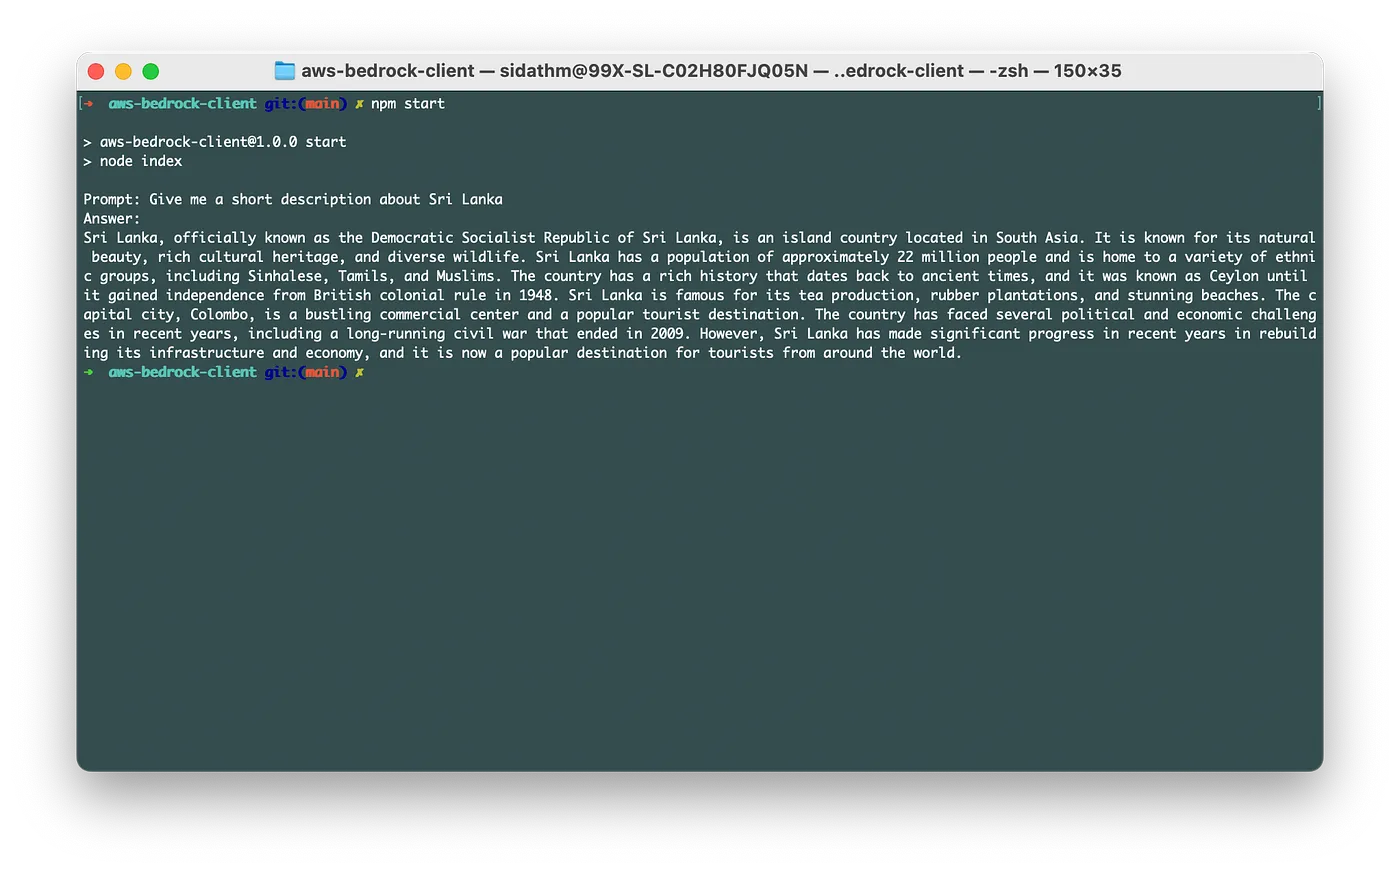 aws-bedrock-client — sidathm@99X-SL-C02H80FJQ05N — ..edrock-client — -zsh — 150×35
[➜  aws-bedrock-client git:(main) ✗ npm start ]
> aws-bedrock-client@1.0.0 start
> node index
Prompt: Give me a short description about Sri Lanka
Answer:
Sri Lanka, officially known as the Democratic Socialist Republic of Sri Lanka, is an island country located in South Asia. It is known for its natural
 beauty, rich cultural heritage, and diverse wildlife. Sri Lanka has a population of approximately 22 million people and is home to a variety of ethni
c groups, including Sinhalese, Tamils, and Muslims. The country has a rich history that dates back to ancient times, and it was known as Ceylon until
it gained independence from British colonial rule in 1948. Sri Lanka is famous for its tea production, rubber plantations, and stunning beaches. The c
apital city, Colombo, is a bustling commercial center and a popular tourist destination. The country has faced several political and economic challeng
es in recent years, including a long-running civil war that ended in 2009. However, Sri Lanka has made significant progress in recent years in rebuild
ing its infrastructure and economy, and it is now a popular destination for tourists from around the world.
➜  aws-bedrock-client git:(main) ✗